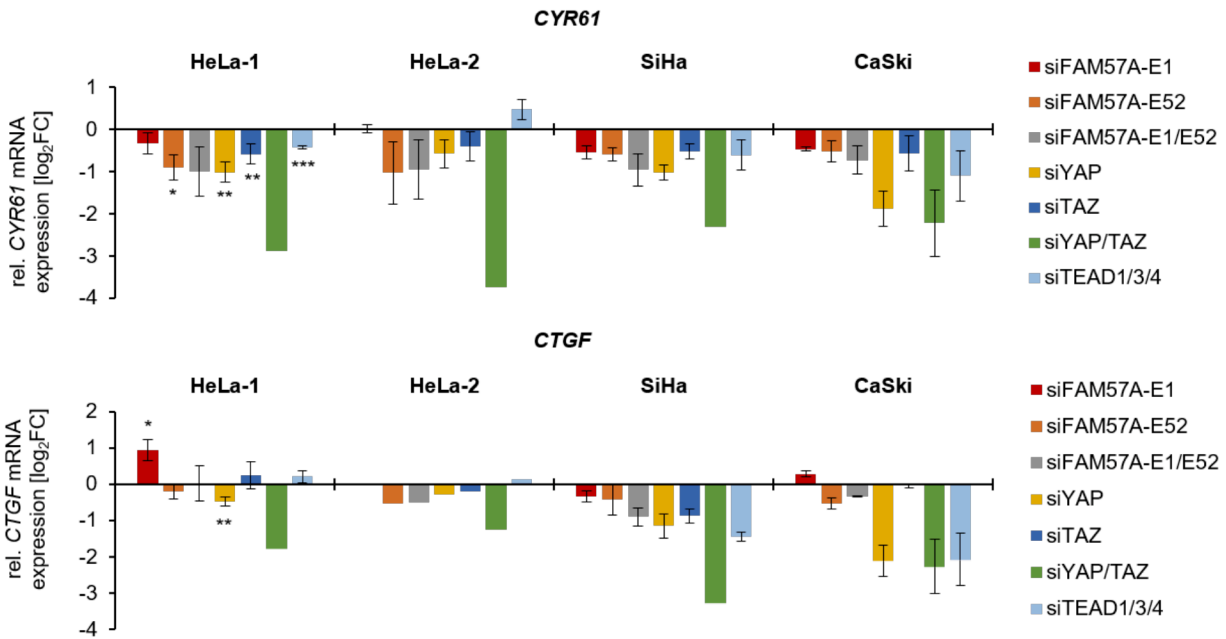 CYR61
HeLa-1 HeLa-2 SiHa CaSki
rel. CYR61 mRNA
expression [log₂FC]
1
0
-1
-2
-3
-4
* ** ** ***
siFAM57A-E1
siFAM57A-E52
siFAM57A-E1/E52
siYAP
siTAZ
siYAP/TAZ
siTEAD1/3/4
CTGF
HeLa-1 HeLa-2 SiHa CaSki
rel. CTGF mRNA
expression [log₂FC]
2
1
0
-1
-2
-3
-4
*
**
siFAM57A-E1
siFAM57A-E52
siFAM57A-E1/E52
siYAP
siTAZ
siYAP/TAZ
siTEAD1/3/4